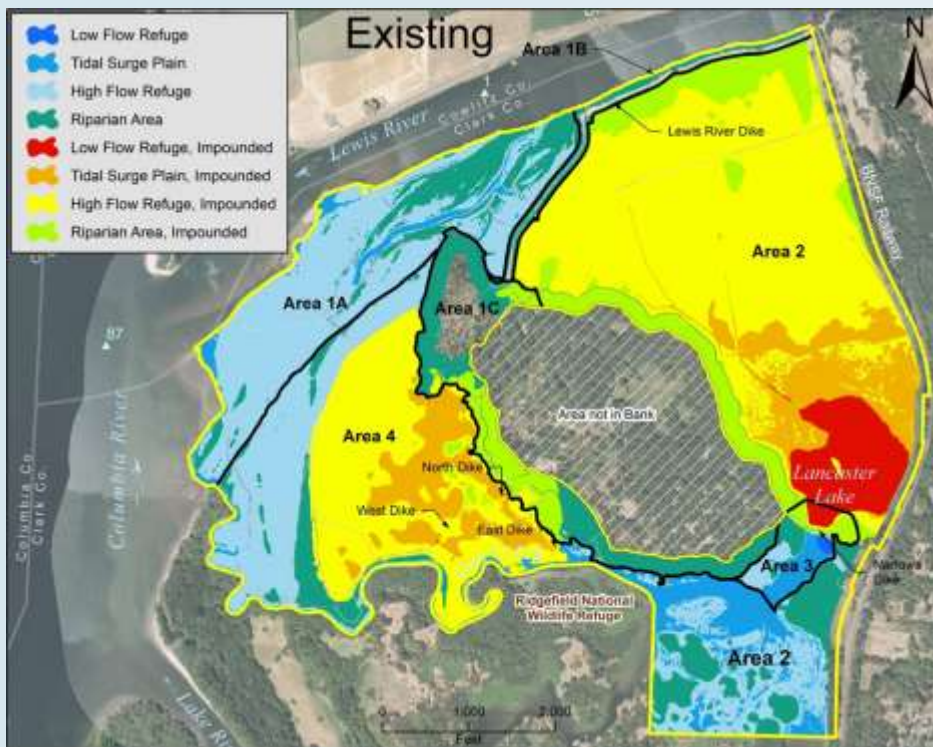 Existing
Low Flow Refuge
Tidal Surge Plain
High Flow Refuge
Riparian Area
Low Flow Refuge, Impounded
Tidal Surge Plain, Impounded
High Flow Refuge, Impounded
Riparian Area, Impounded
N
Area 1B
Lewis River
Cowlitz Co.
Clark Co.
Lewis River Dike
BNSF Railway
Area 2
Area 1A
Area 1C
87
Columbia River
Columbia Co
Clark Co.
Area not in Bank
Area 4
North Dike
West Dike
East Dike
Lancaster
Lake
Area 3
Narrows
Dike
Ridgefield National
Wildlife Refuge
Area 2
Lake
0 1,000 2,000
Feet